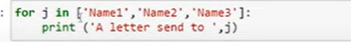 : for j in ['Name1','Name2','Name3']:
print ('A letter send to ',j)